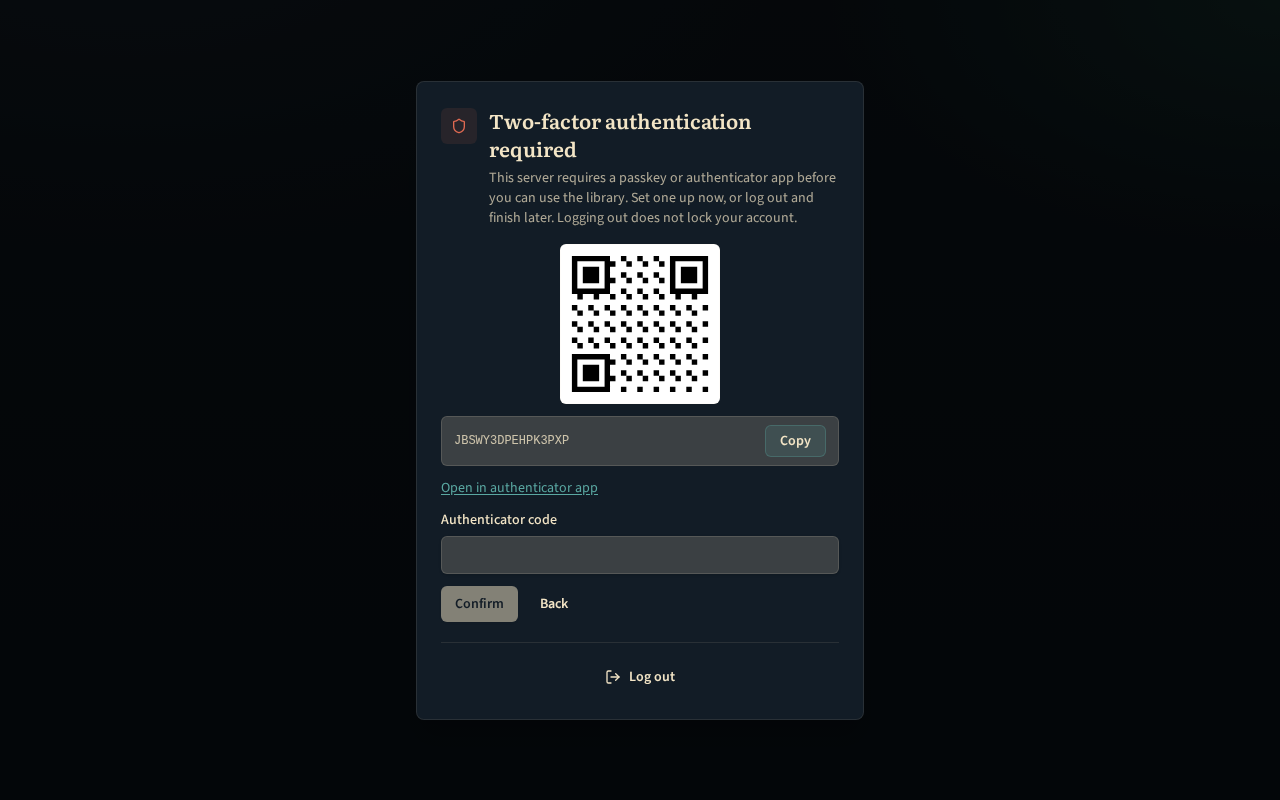 Two-factor authentication
required
This server requires a passkey or authenticator app before
you can use the library. Set one up now, or log out and
finish later. Logging out does not lock your account.
JBSWY3DPEHPK3PXP
Copy
Open in authenticator app
Authenticator code
Confirm
Back
Log out